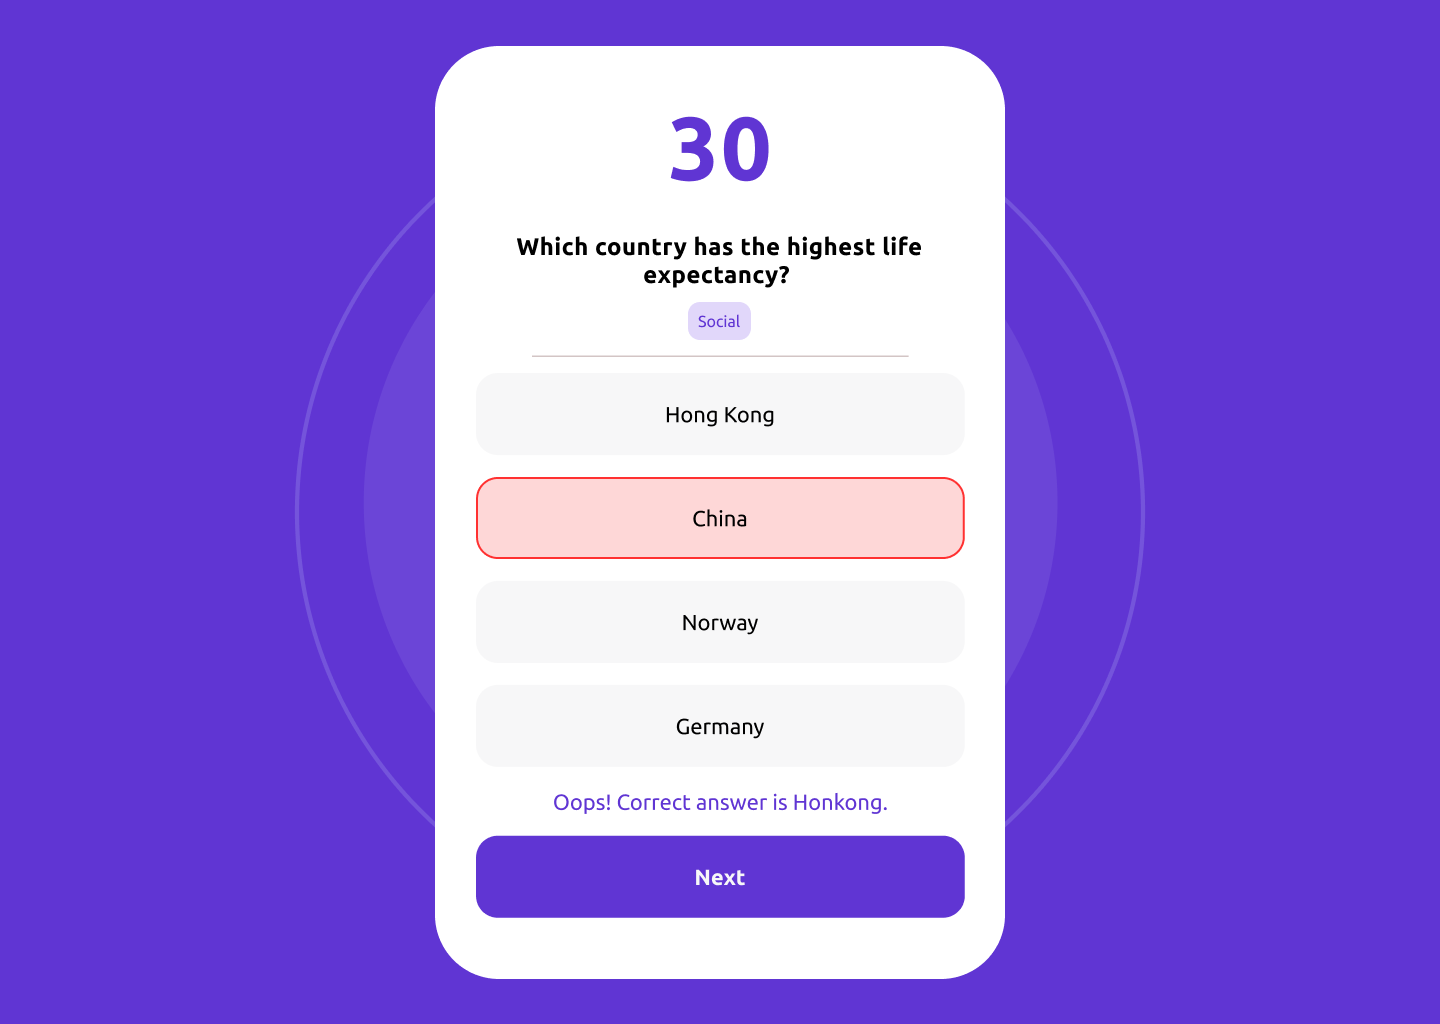 30
Which country has the highest life
expectancy?
Social
Hong Kong
China
Norway
Germany
Oops! Correct answer is Honkong.
Next